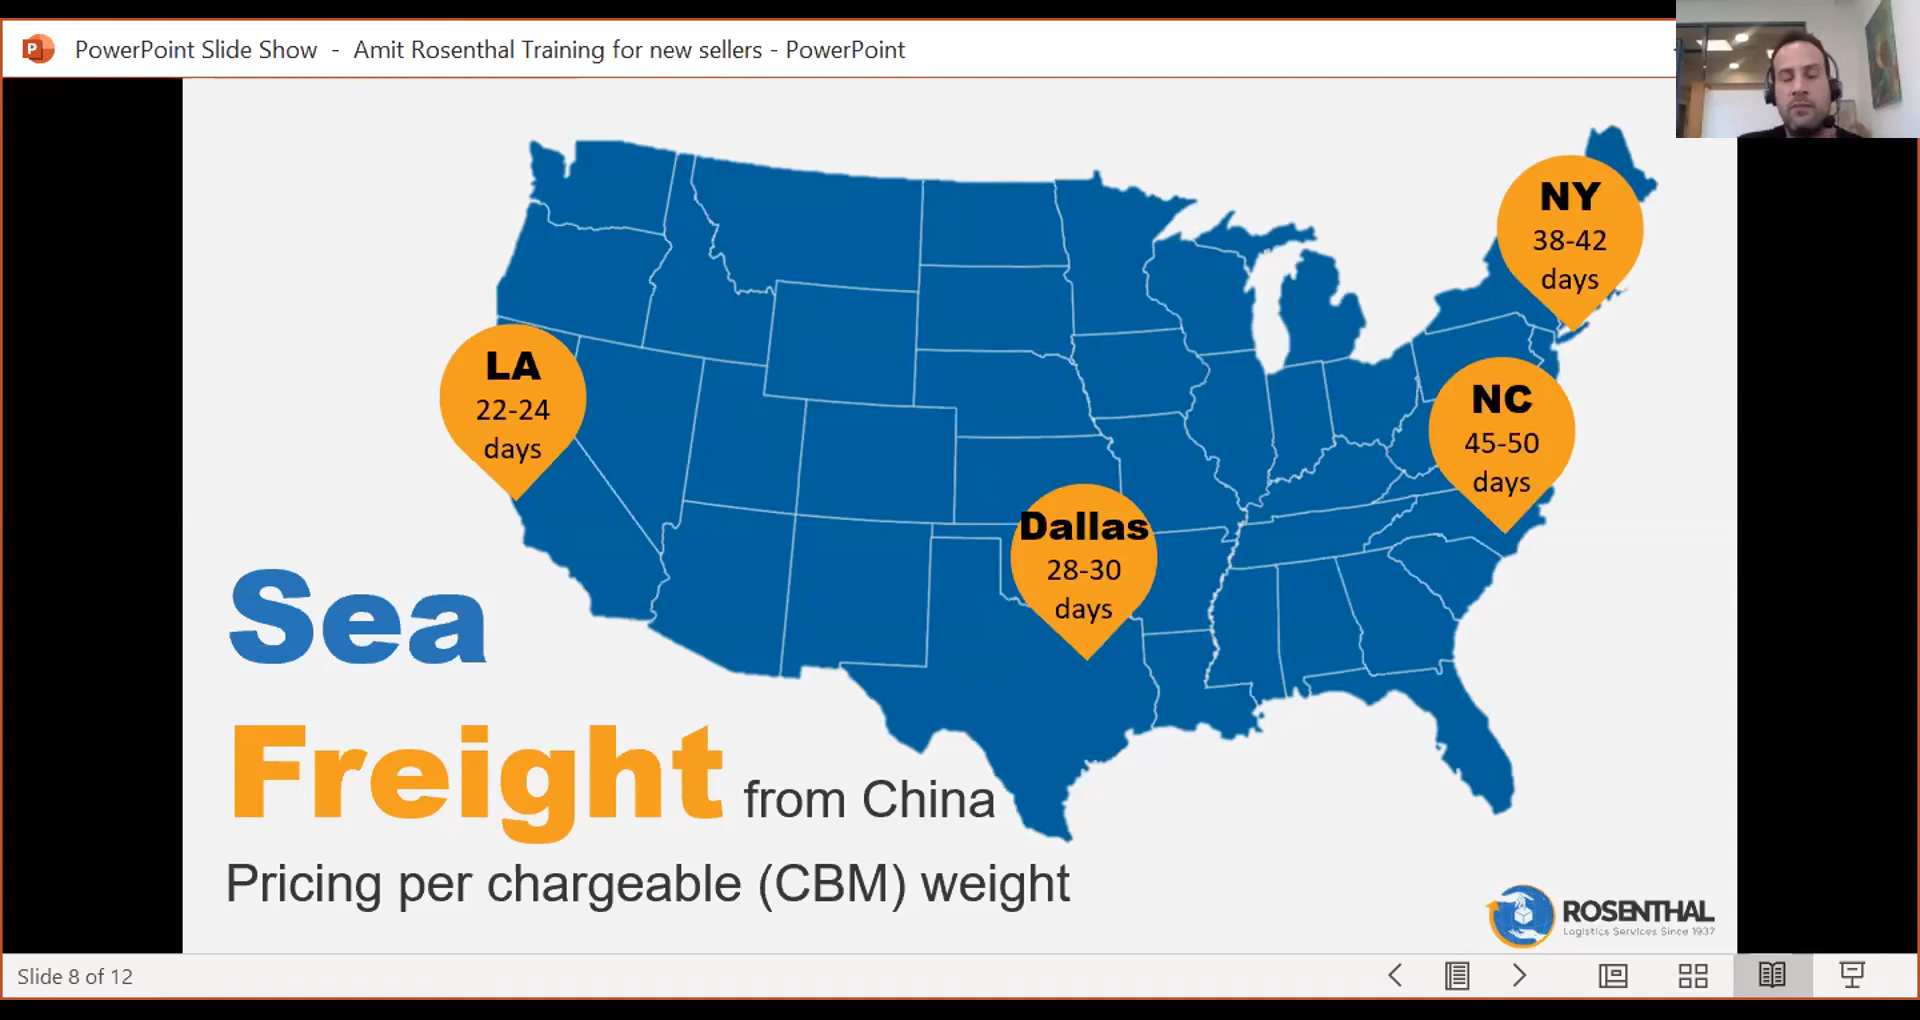 PowerPoint Slide Show - Amit Rosenthal Training for new sellers - PowerPoint
NY
38-42
days
LA
22-24
days
NC
45-50
days
Dallas
28-30
days
Sea
Freight from China
Pricing per chargeable (CBM) weight
ROSENTHAL
Logistics Services Since 1937
Slide 8 of 12